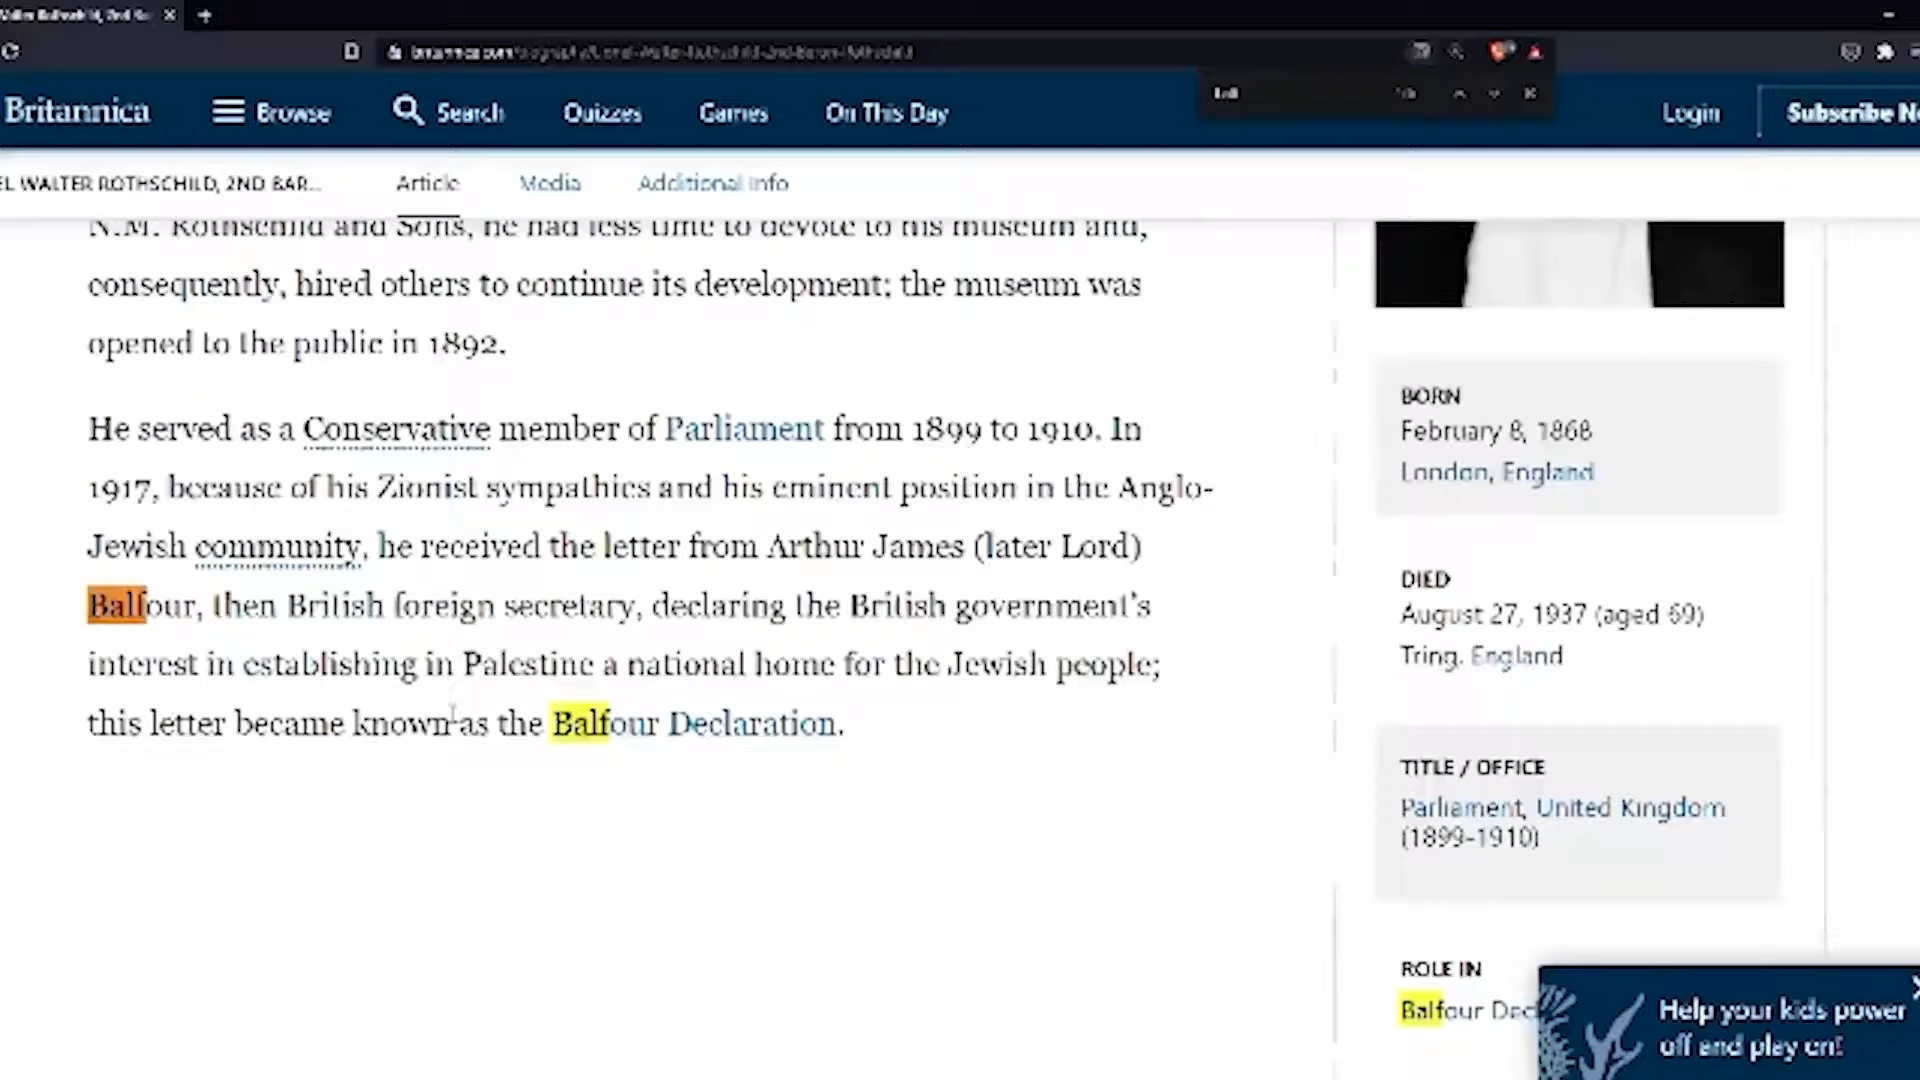 Britannica
Browse
Search
Quizzes
Games
On This Day
Login
Subscribe
EL WALTER ROTHSCHILD, 2ND BAR...
Article
Media
Additional Info
N.M. Rothschild and Sons, he had less time to devote to his museum and,
consequently, hired others to continue its development; the museum was
opened to the public in 1892.
He served as a Conservative member of Parliament from 1899 to 1910. In
1917, because of his Zionist sympathies and his eminent position in the Anglo-
Jewish community, he received the letter from Arthur James (later Lord)
Balfour, then British foreign secretary, declaring the British government's
interest in establishing in Palestine a national home for the Jewish people;
this letter became known as the Balfour Declaration.
BORN
February 8, 1868
London, England
DIED
August 27, 1937 (aged 69)
Tring, England
TITLE / OFFICE
Parliament, United Kingdom
(1899-1910)
ROLE IN
Balfour Decl
Help your kids power
off and play on!